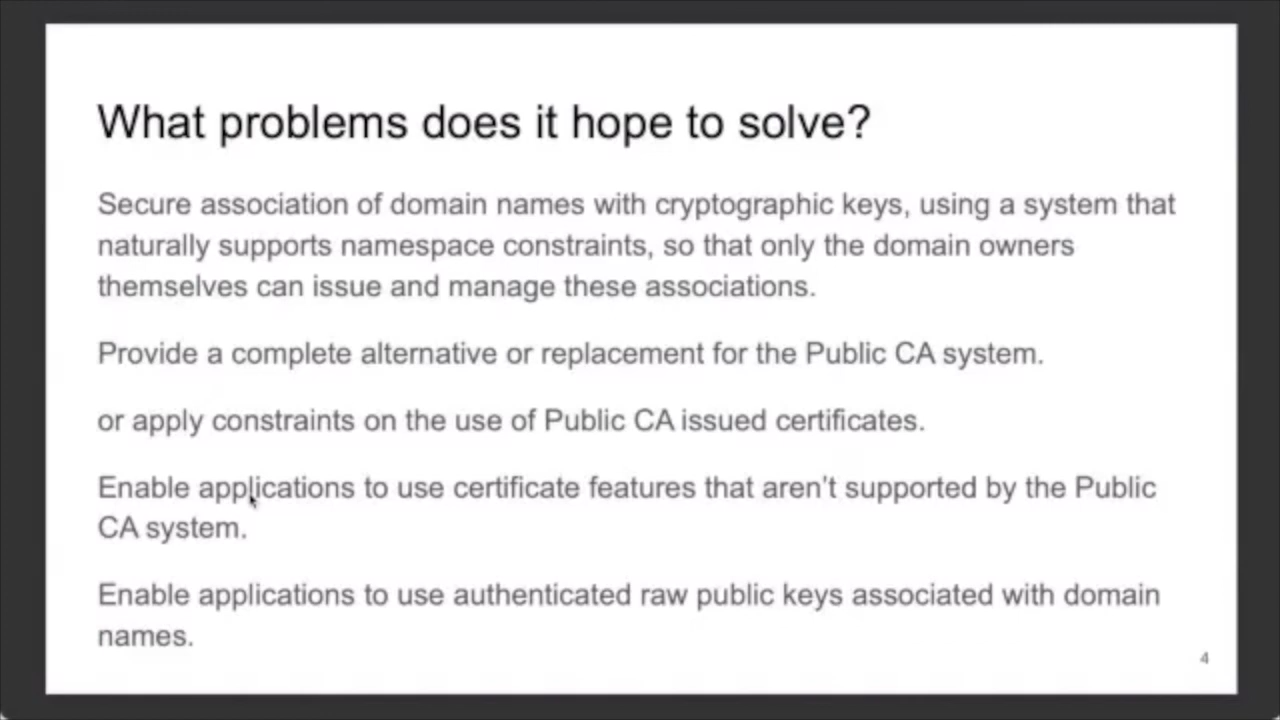 What problems does it hope to solve?
Secure association of domain names with cryptographic keys, using a system that
naturally supports namespace constraints, so that only the domain owners
themselves can issue and manage these associations.
Provide a complete alternative or replacement for the Public CA system.
or apply constraints on the use of Public CA issued certificates.
Enable applications to use certificate features that aren't supported by the Public
CA system.
Enable applications to use authenticated raw public keys associated with domain
names.
4